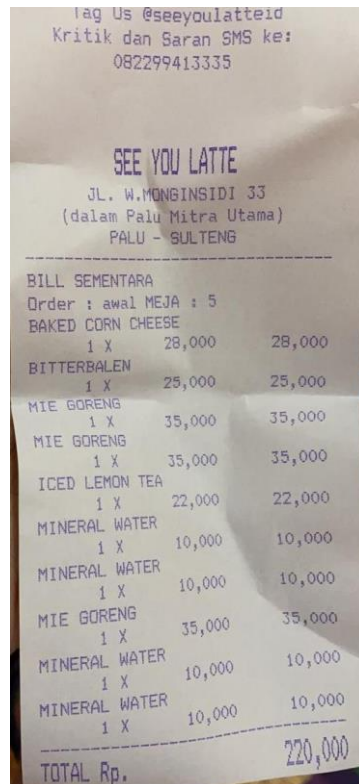 Tag Us @seeyoulatteid
Kritik dan Saran SMS ke:
082299413335
SEE YOU LATTE
JL. W.MONGINSIDI 33
(dalam Palu Mitra Utama)
PALU - SULTENG
BILL SEMENTARA
Order : awal MEJA : 5
BAKED CORN CHEESE
1 X 28,000 28,000
BITTERBALEN
1 X 25,000 25,000
MIE GORENG
1 X 35,000 35,000
MIE GORENG
1 X 35,000 35,000
ICED LEMON TEA
1 X 22,000 22,000
MINERAL WATER
1 X 10,000 10,000
MINERAL WATER
1 X 10,000 10,000
MIE GORENG
1 X 35,000 35,000
MINERAL WATER
1 X 10,000 10,000
MINERAL WATER
1 X 10,000 10,000
TOTAL Rp. 220,000